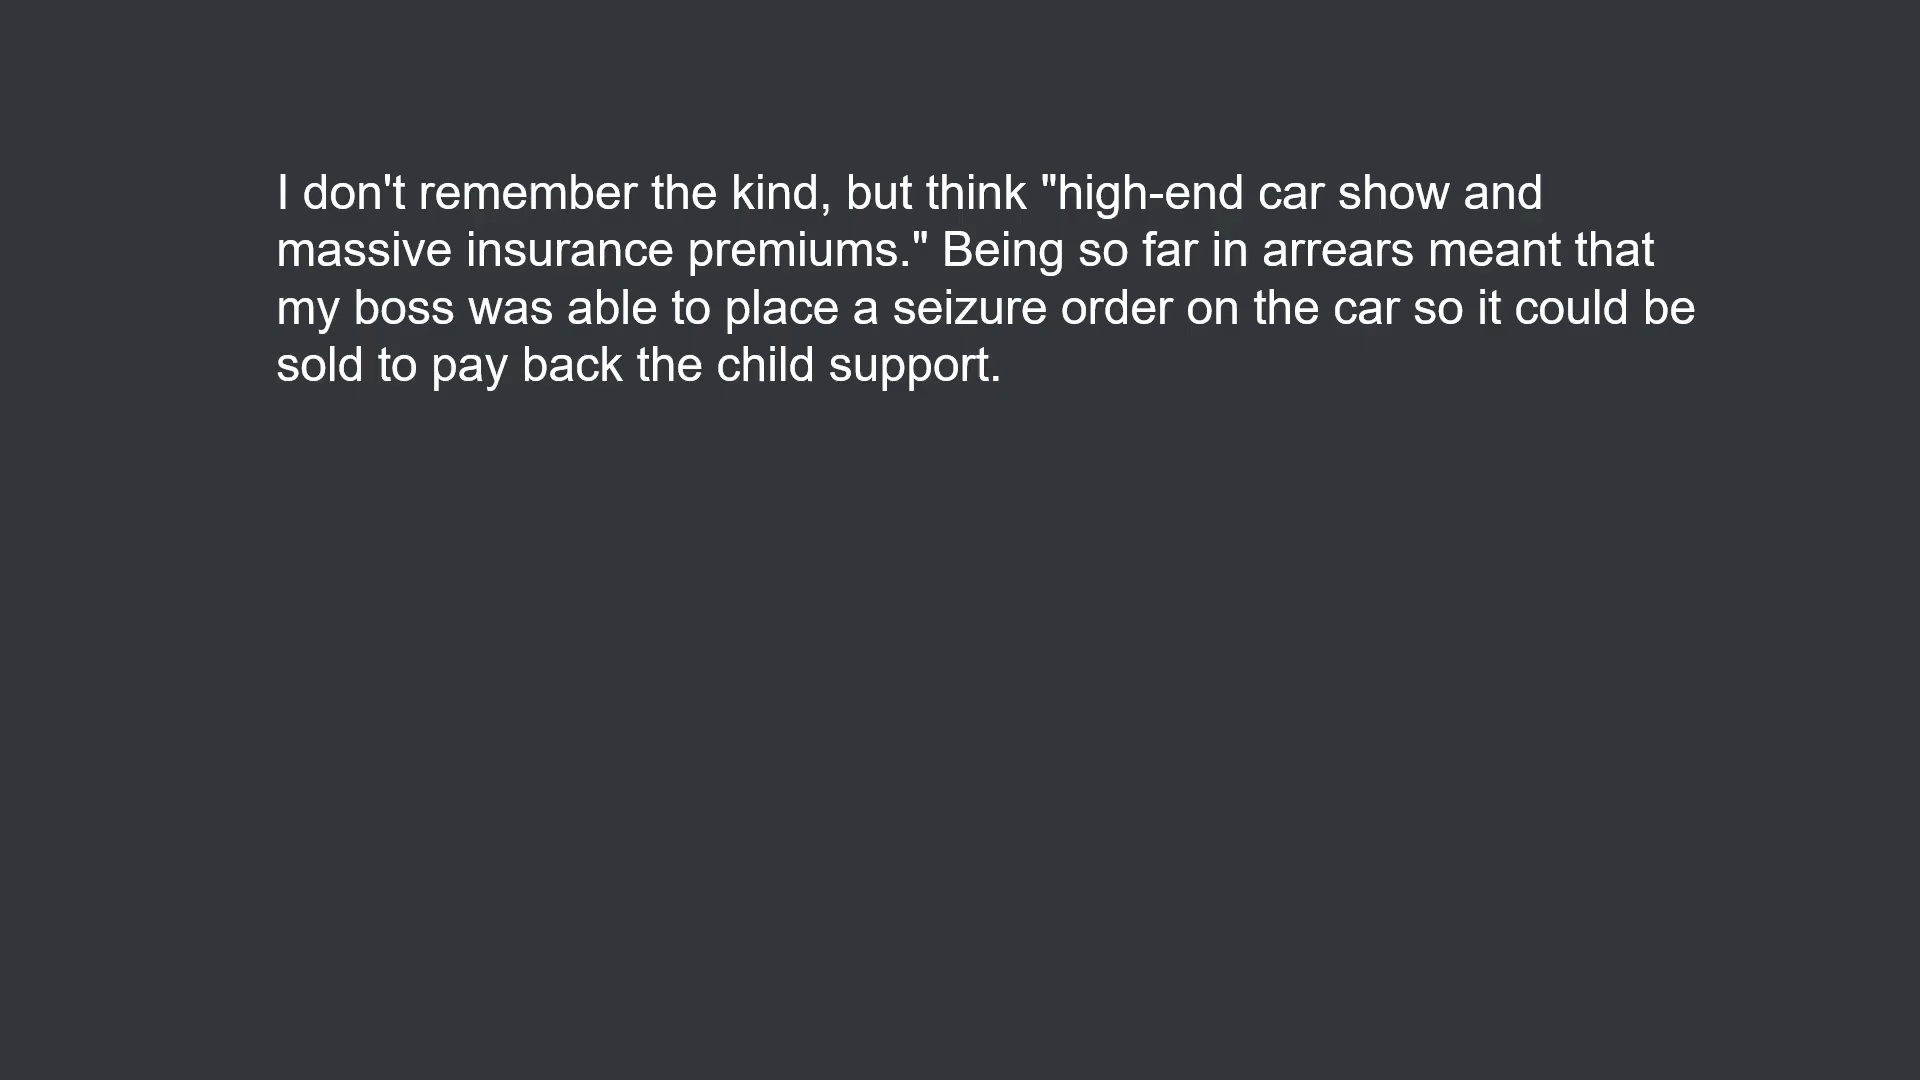 I don't remember the kind, but think "high-end car show and
massive insurance premiums." Being so far in arrears meant that
my boss was able to place a seizure order on the car so it could be
sold to pay back the child support.